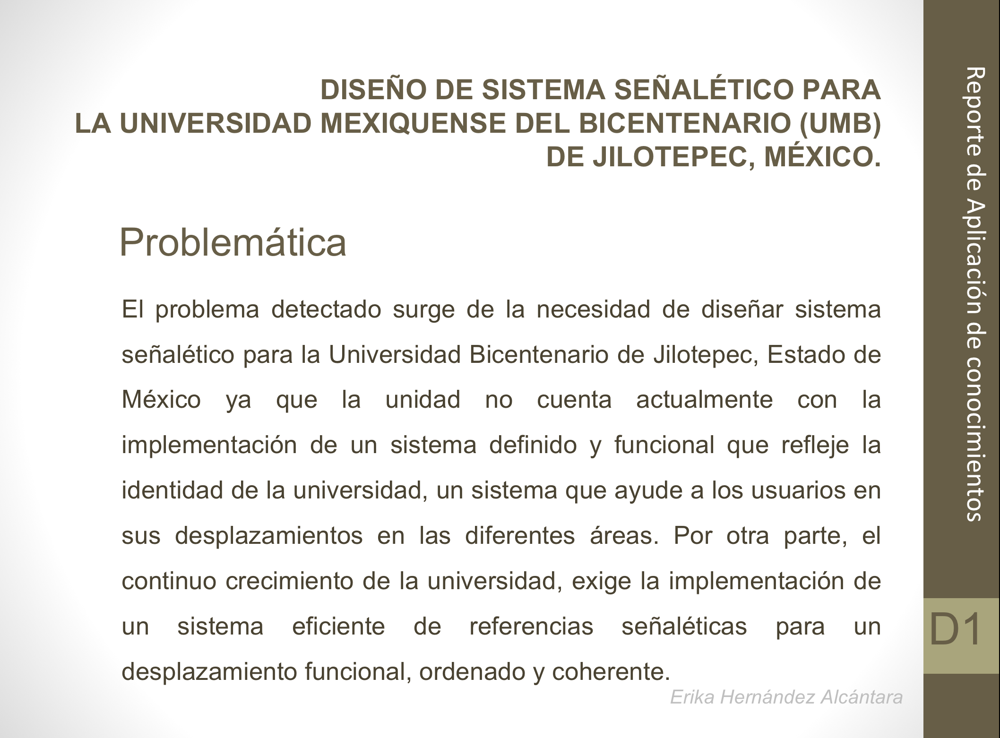 DISEÑO DE SISTEMA SEÑALÉTICO PARA
LA UNIVERSIDAD MEXIQUENSE DEL BICENTENARIO (UMB)
DE JILOTEPEC, MÉXICO.
Problemática
El problema detectado surge de la necesidad de diseñar sistema
señalético para la Universidad Bicentenario de Jilotepec, Estado de
México ya que la unidad no cuenta actualmente con la
implementación de un sistema definido y funcional que refleje la
identidad de la universidad, un sistema que ayude a los usuarios en
sus desplazamientos en las diferentes áreas. Por otra parte, el
continuo crecimiento de la universidad, exige la implementación de
un sistema eficiente de referencias señaléticas para un
desplazamiento funcional, ordenado y coherente.
Erika Hernández Alcántara
Reporte de Aplicación de conocimientos
D1